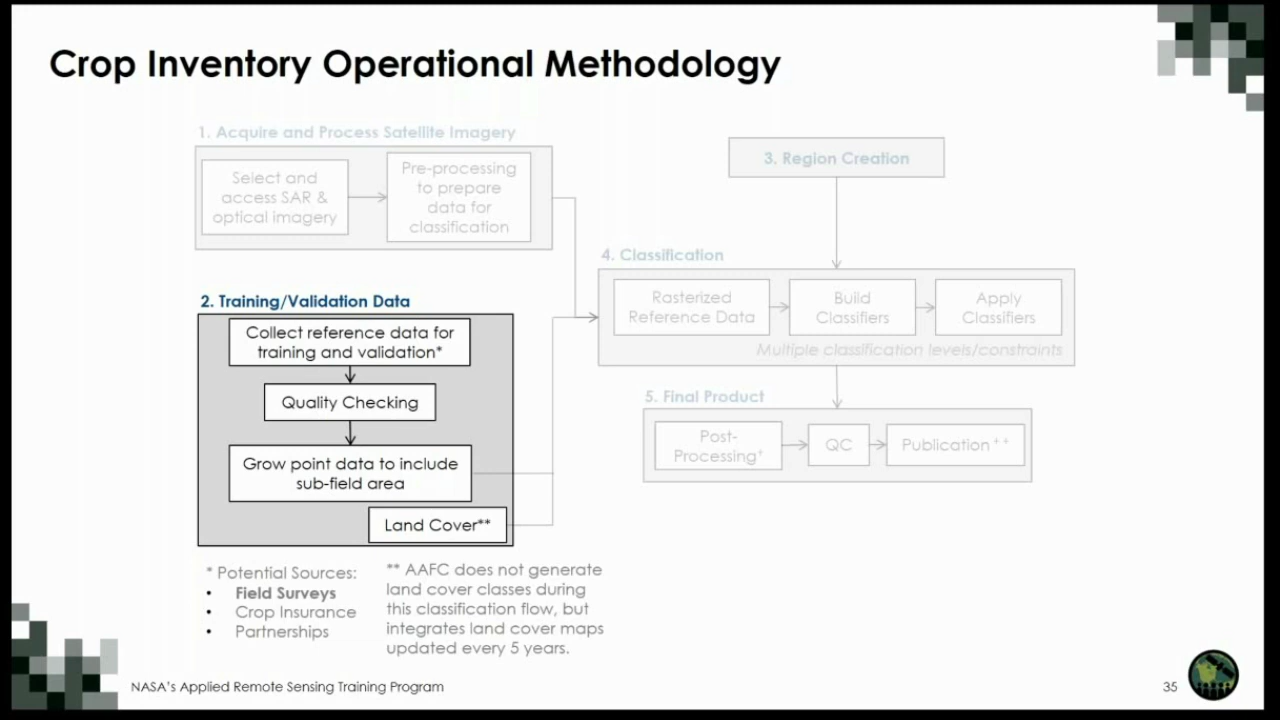 Crop Inventory Operational Methodology
1. Acquire and Process Satellite Imagery
Select and
access SAR &
optical imagery
Pre-processing
to prepare
data for
classification
2. Training/Validation Data
Collect reference data for
training and validation*
Quality Checking
Grow point data to include
sub-field area
Land Cover**
* Potential Sources:
• Field Surveys
• Crop Insurance
• Partnerships
** AAFC does not generate
land cover classes during
this classification flow, but
integrates land cover maps
updated every 5 years.
3. Region Creation
4. Classification
Rasterized
Reference Data
Build
Classifiers
Apply
Classifiers
Multiple classification levels/constraints
5. Final Product
Post-
Processing⁺
QC
Publication⁺⁺
NASA's Applied Remote Sensing Training Program
35